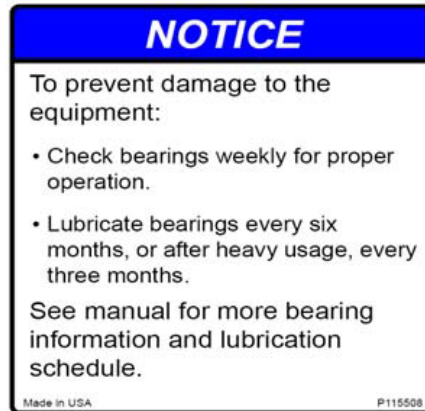 NOTICE
To prevent damage to the
equipment:
• Check bearings weekly for proper
operation.
• Lubricate bearings every six
months, or after heavy usage, every
three months.
See manual for more bearing
information and lubrication
schedule.
Made in USA P115508